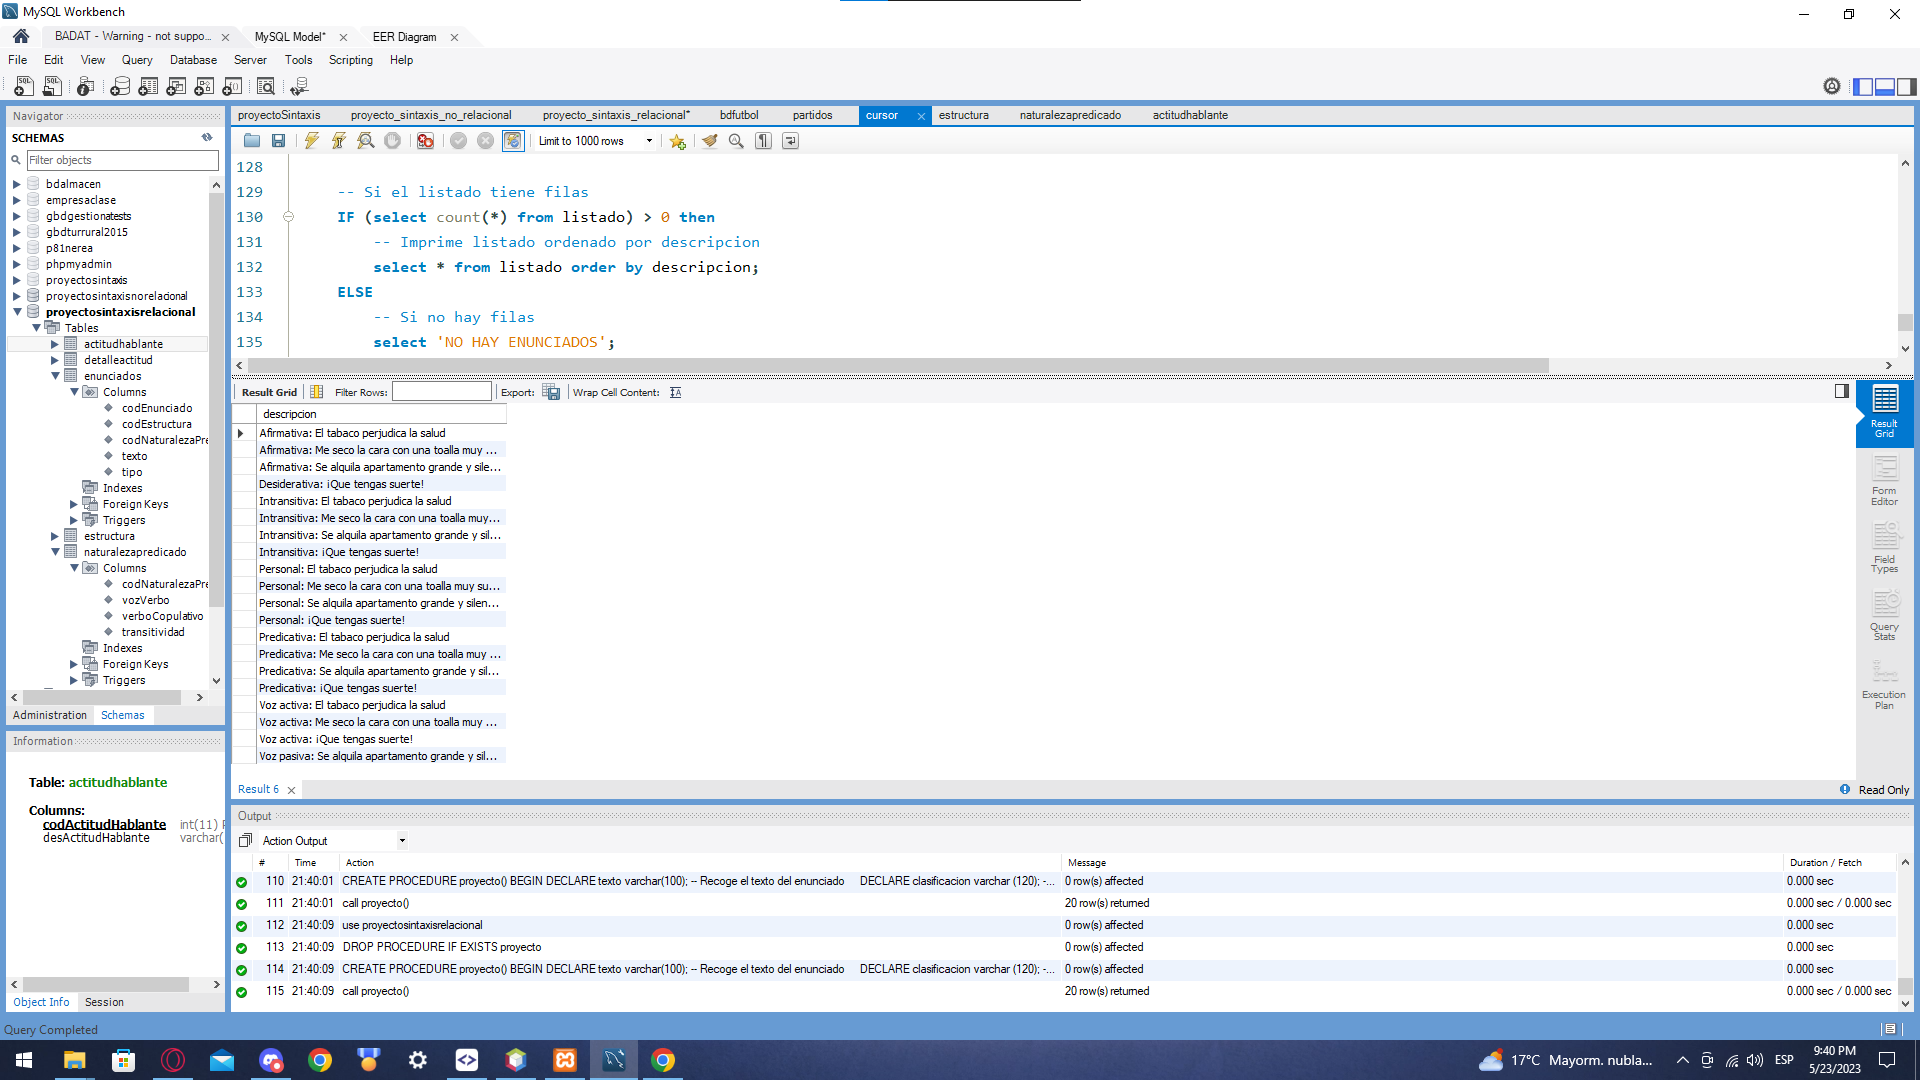 MySQL Workbench
BADAT - Warning - not suppo...
MySQL Model*
EER Diagram
File Edit View Query Database Server Tools Scripting Help
Navigator
SCHEMAS
Filter objects
bdalmacen
empresaclase
gbdgestionatests
gbdturrural2015
p81nerea
phpmyadmin
proyectosintaxis
proyectosintaxisnorelacional
proyectosintaxisrelacional
Tables
actitudhablante
detalleactitud
enunciados
Columns
codEnunciado
codEstructura
codNaturalezaPre
texto
tipo
Indexes
Foreign Keys
Triggers
estructura
naturalezapredicado
Columns
codNaturalezaPre
vozVerbo
verboCopulativo
transitividad
Indexes
Foreign Keys
Triggers
Administration Schemas
Information
Table: actitudhablante
Columns:
codActitudHablante int(11)
desActitudHablante varchar(
Object Info Session
proyectoSintaxis proyecto_sintaxis_no_relacional proyecto_sintaxis_relacional* bdfutbol partidos cursor estructura naturalezapredicado actitudhablante
Limit to 1000 rows
128
129 -- Si el listado tiene filas
130 IF (select count(*) from listado) > 0 then
131 -- Imprime listado ordenado por descripcion
132 select * from listado order by descripcion;
133 ELSE
134 -- Si no hay filas
135 select 'NO HAY ENUNCIADOS';
Result Grid Filter Rows: Export: Wrap Cell Content:
descripcion
Afirmativa: El tabaco perjudica la salud
Afirmativa: Me seco la cara con una toalla muy ...
Afirmativa: Se alquila apartamento grande y sile...
Desiderativa: ¡Que tengas suerte!
Intransitiva: El tabaco perjudica la salud
Intransitiva: Me seco la cara con una toalla muy...
Intransitiva: Se alquila apartamento grande y sil...
Intransitiva: ¡Que tengas suerte!
Personal: El tabaco perjudica la salud
Personal: Me seco la cara con una toalla muy su...
Personal: Se alquila apartamento grande y silen...
Personal: ¡Que tengas suerte!
Predicativa: El tabaco perjudica la salud
Predicativa: Me seco la cara con una toalla muy ...
Predicativa: Se alquila apartamento grande y sil...
Predicativa: ¡Que tengas suerte!
Voz activa: El tabaco perjudica la salud
Voz activa: Me seco la cara con una toalla muy ...
Voz activa: ¡Que tengas suerte!
Voz pasiva: Se alquila apartamento grande y sil...
Result Grid
Form Editor
Field Types
Query Stats
Execution Plan
Result 6
Read Only
Output
Action Output
# Time Action Message Duration / Fetch
110 21:40:01 CREATE PROCEDURE proyecto() BEGIN DECLARE texto varchar(100); -- Recoge el texto del enunciado DECLARE clasificacion varchar (120); -... 0 row(s) affected 0.000 sec
111 21:40:01 call proyecto() 20 row(s) returned 0.000 sec / 0.000 sec
112 21:40:09 use proyectosintaxisrelacional 0 row(s) affected 0.000 sec
113 21:40:09 DROP PROCEDURE IF EXISTS proyecto 0 row(s) affected 0.000 sec
114 21:40:09 CREATE PROCEDURE proyecto() BEGIN DECLARE texto varchar(100); -- Recoge el texto del enunciado DECLARE clasificacion varchar (120); -... 0 row(s) affected 0.000 sec
115 21:40:09 call proyecto() 20 row(s) returned 0.000 sec / 0.000 sec
Query Completed
17°C Mayorm. nubla...
ESP
9:40 PM
5/23/2023